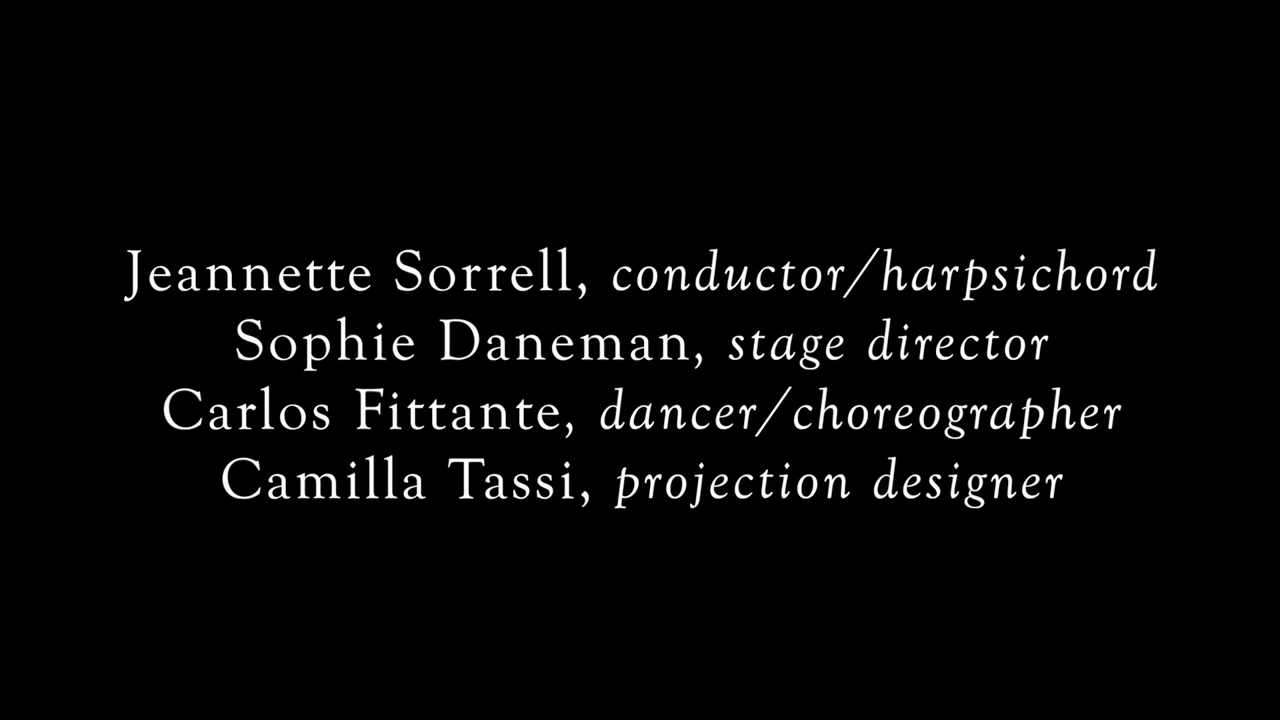 Jeannette Sorrell, conductor/harpsichord
Sophie Daneman, stage director
Carlos Fittante, dancer/choreographer
Camilla Tassi, projection designer